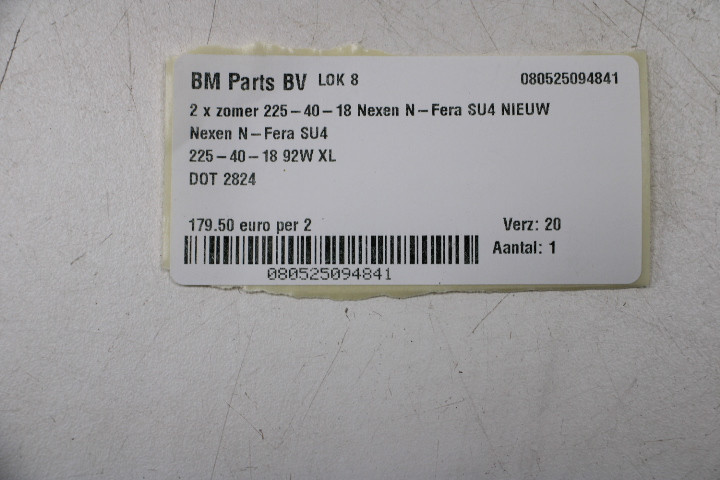 BM Parts BV LOK 8 080525094841
2 x zomer 225-40-18 Nexen N-Fera SU4 NIEUW
Nexen N-Fera SU4
225-40-18 92W XL
DOT 2824
179.50 euro per 2 Verz: 20
Aantal: 1
080525094841